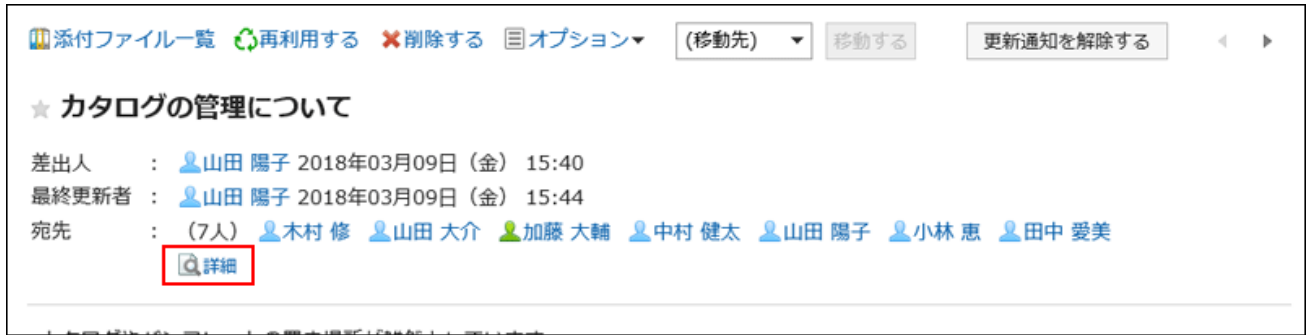 添付ファイル一覧 再利用する 削除する オプション (移動先) 移動する 更新通知を解除する
カタログの管理について
差出人 : 山田 陽子 2018年03月09日（金） 15:40
最終更新者 : 山田 陽子 2018年03月09日（金） 15:44
宛先 : （7人） 木村 修 山田 大介 加藤 大輔 中村 健太 山田 陽子 小林 恵 田中 愛美
詳細